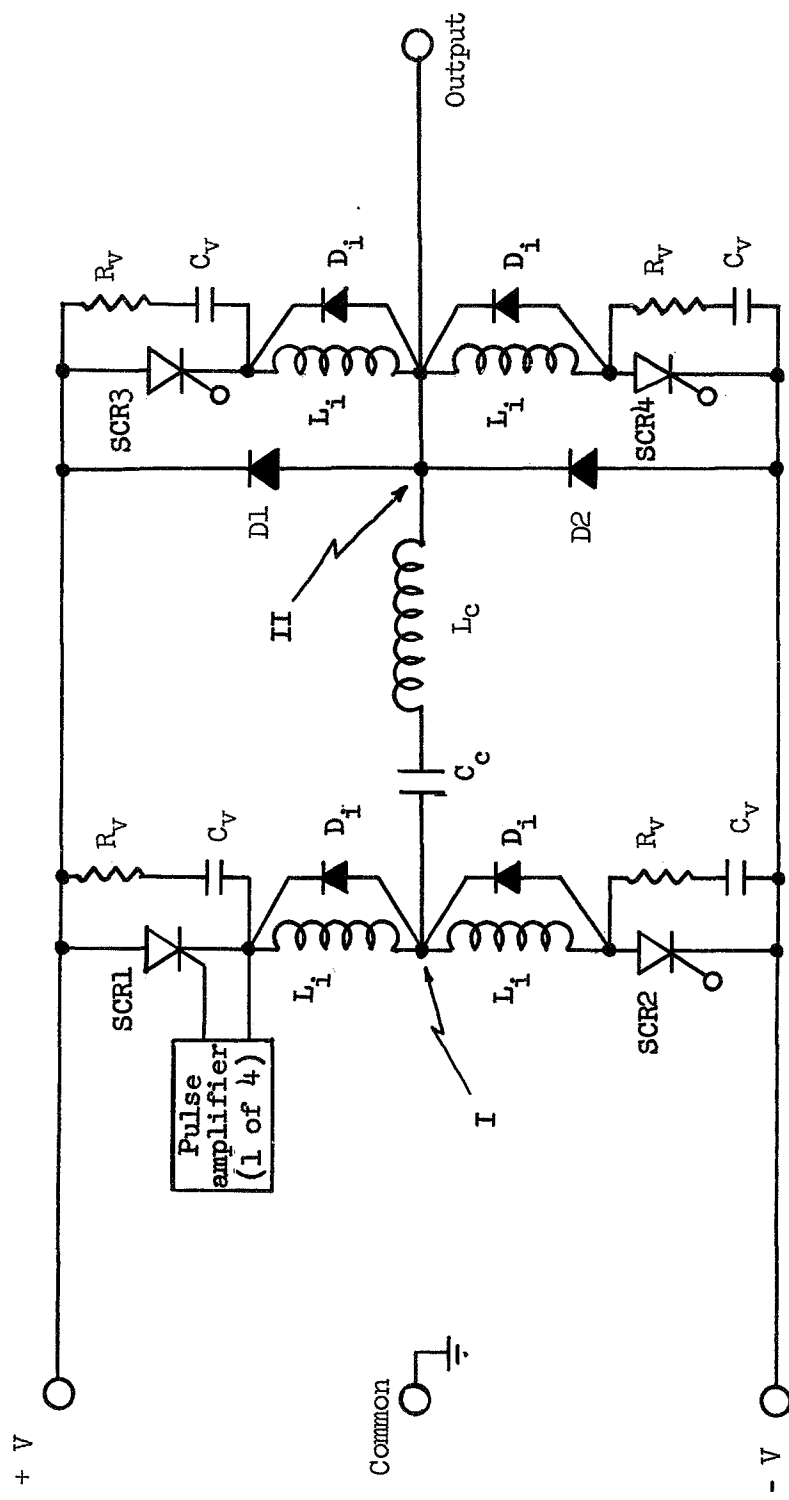 + V
Common
- V
Pulse
amplifier
(1 of 4)
SCR1
R_v
C_v
L_i
D_i
I
L_i
D_i
SCR2
R_v
C_v
C_c
L_c
II
D1
D2
SCR3
R_v
C_v
L_i
D_i
L_i
D_i
SCR4
R_v
C_v
Output